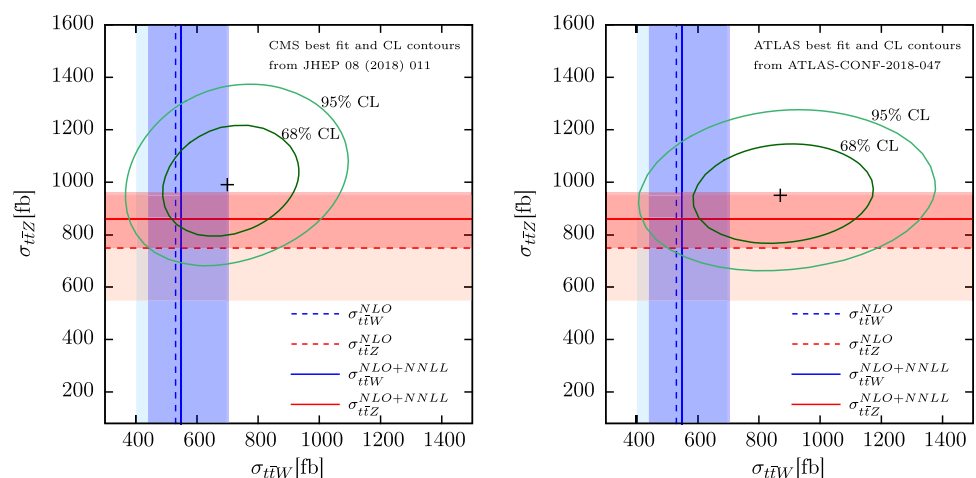 1600
1400
1200
1000
800
600
400
200
σ_{tt̄Z}[fb]
CMS best fit and CL contours
from JHEP 08 (2018) 011
95% CL
68% CL
σ^{NLO}_{tt̄W}
σ^{NLO}_{tt̄Z}
σ^{NLO+NNLL}_{tt̄W}
σ^{NLO+NNLL}_{tt̄Z}
400 600 800 1000 1200 1400
σ_{tt̄W}[fb]
1600
1400
1200
1000
800
600
400
200
σ_{tt̄Z}[fb]
ATLAS best fit and CL contours
from ATLAS-CONF-2018-047
95% CL
68% CL
σ^{NLO}_{tt̄W}
σ^{NLO}_{tt̄Z}
σ^{NLO+NNLL}_{tt̄W}
σ^{NLO+NNLL}_{tt̄Z}
400 600 800 1000 1200 1400
σ_{tt̄W}[fb]